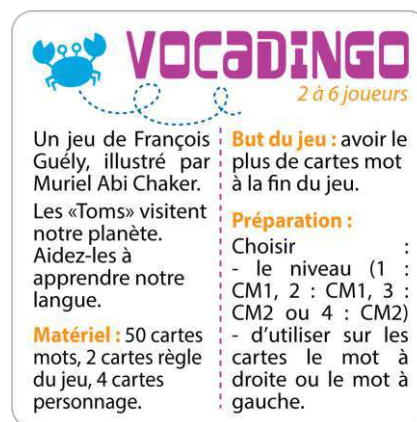 VOCaDiNGO
2 à 6 joueurs
Un jeu de François
Guély, illustré par
Muriel Abi Chaker.
Les «Toms» visitent
notre planète.
Aidez-les à
apprendre notre
langue.
Matériel : 50 cartes
mots, 2 cartes règle
du jeu, 4 cartes
personnage.
But du jeu : avoir le
plus de cartes mot
à la fin du jeu.
Préparation :
Choisir :
- le niveau (1 :
CM1, 2 : CM1, 3 :
CM2 ou 4 : CM2)
- d'utiliser sur les
cartes le mot à
droite ou le mot à
gauche.